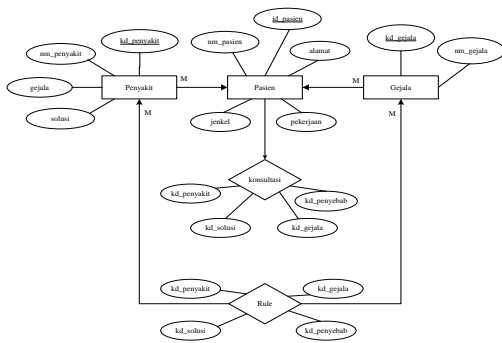 id_pasien
kd_penyakit
nm_pasien
alamat
kd_gejala
nm_penyakit
nm_gejala
gejala
Penyakit
M
Pasien
M
Gejala
solusi
M
jenkel
pekerjaan
M
konsultasi
kd_penyakit
kd_penyebab
kd_solusi
kd_gejala
kd_penyakit
kd_gejala
Rule
kd_solusi
kd_penyebab